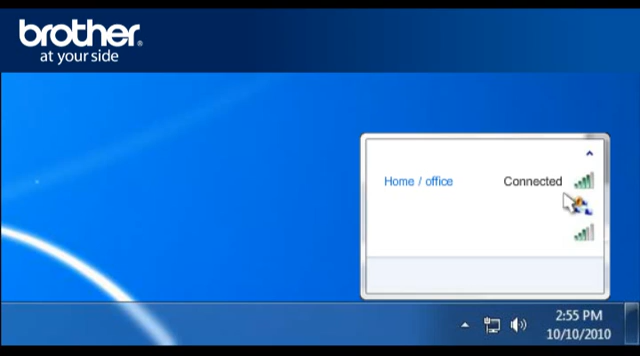 brother®
at your side
Home / office Connected
2:55 PM
10/10/2010